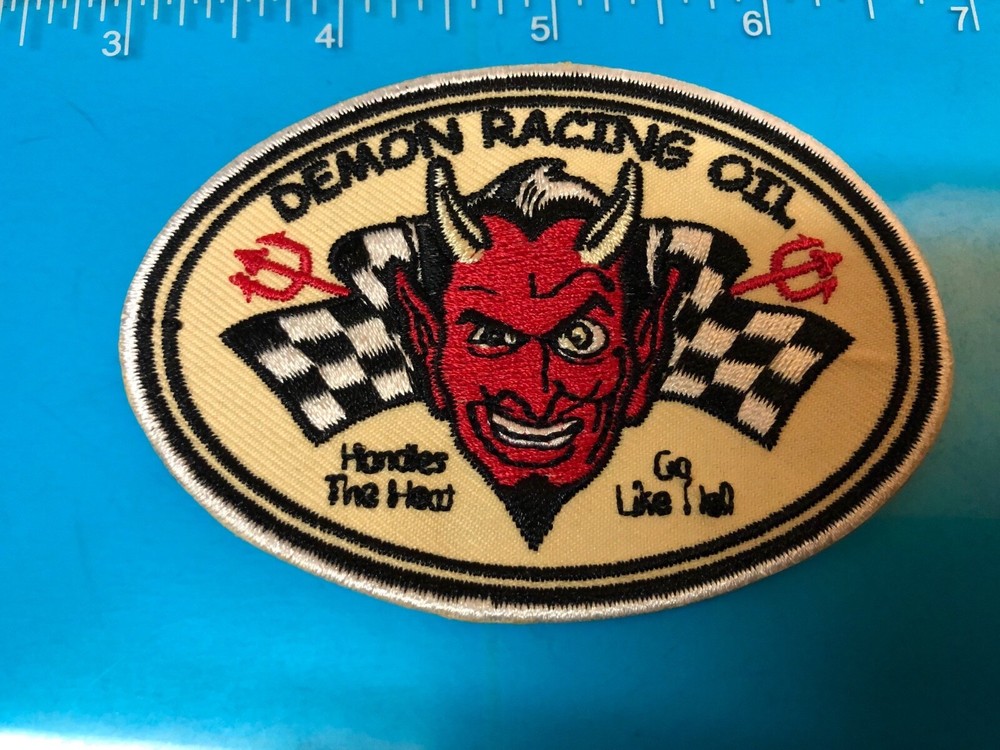 3 4 5 6 7
DEMON RACING OIL
Handles
The Heat
Go
Like Hell